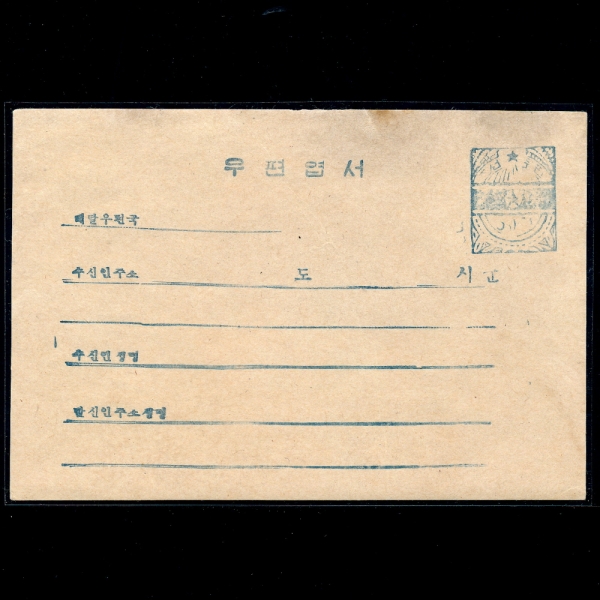 우편엽서
배달우편국
수신인주소 도 시군
수신인성명
발신인주소성명